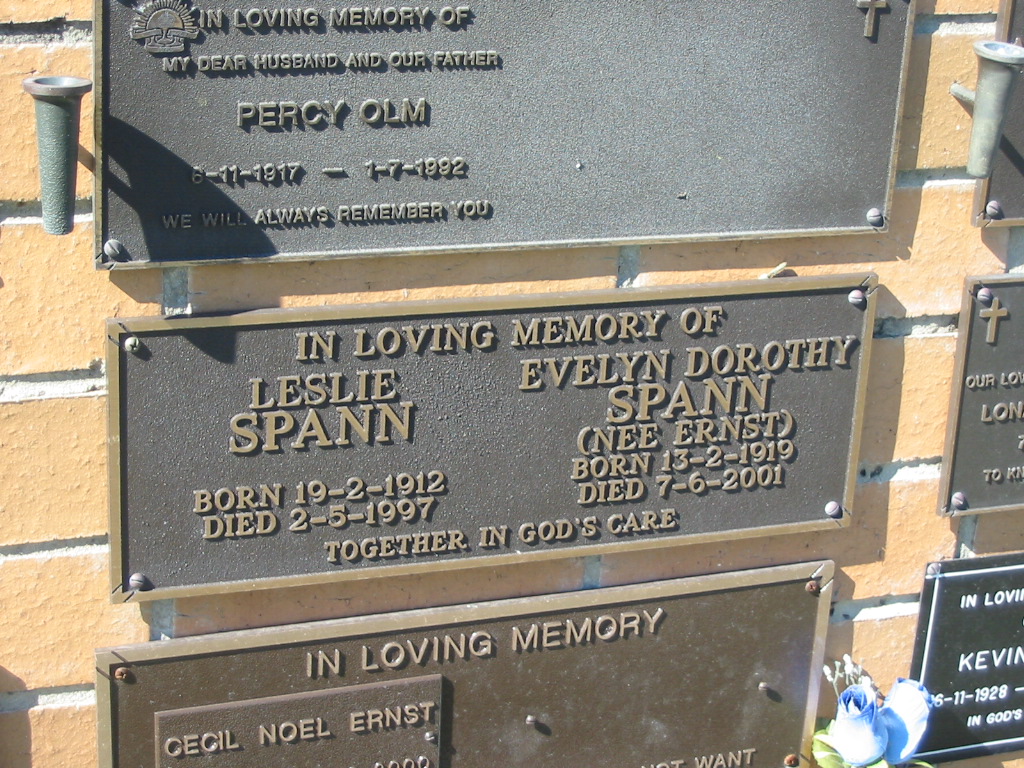 IN LOVING MEMORY OF
MY DEAR HUSBAND AND OUR FATHER
PERCY OLM
6-11-1917 — 1-7-1992
WE WILL ALWAYS REMEMBER YOU
IN LOVING MEMORY OF
LESLIE
SPANN
BORN 19-2-1912
DIED 2-5-1997
EVELYN DOROTHY
SPANN
(NEE ERNST)
BORN 13-2-1919
DIED 7-6-2001
TOGETHER IN GOD'S CARE
OUR
TO
IN LOVING MEMORY
CECIL NOEL ERNST
NOT WANT
IN
KEVIN
6-11-1928 –
IN GOD'S